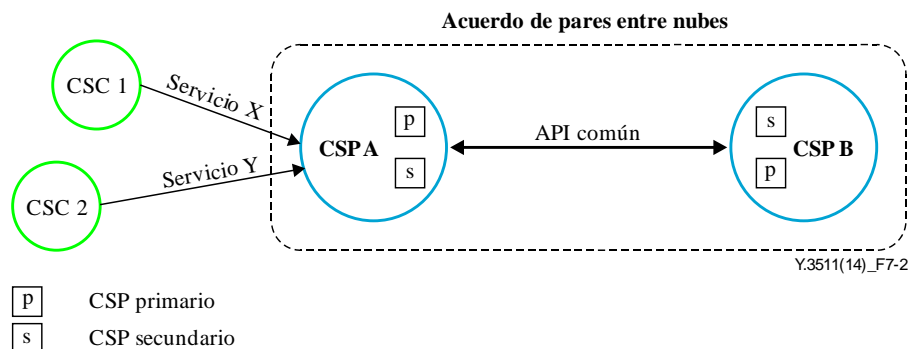 Acuerdo de pares entre nubes
CSC 1
Servicio X
CSP A
p
s
API común
s
p
CSP B
Servicio Y
CSC 2
Y.3511(14)_F7-2
p CSP primario
s CSP secundario